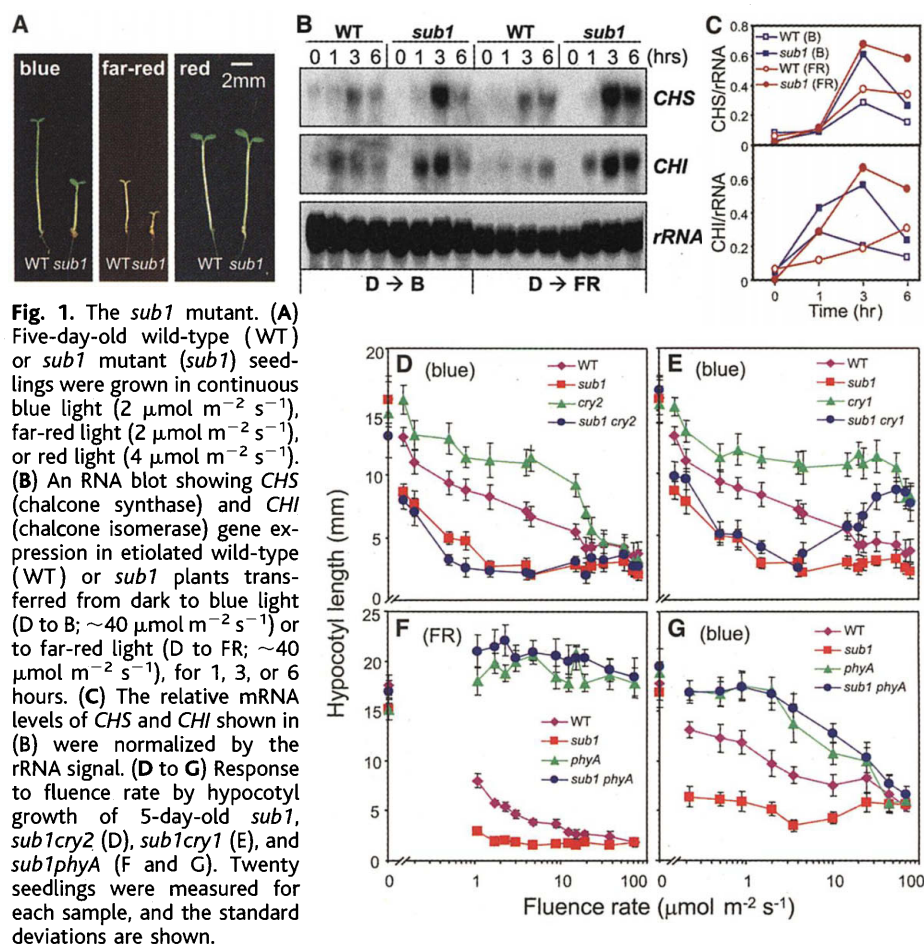 A
blue
far-red
red
2mm
WT sub1
WT sub1
WT sub1
B
WT
sub1
WT
sub1
0 1 3 6 0 1 3 6 0 1 3 6 0 1 3 6 (hrs)
CHS
CHI
rRNA
D → B
D → FR
C
0.8
0.6
0.4
0.2
0
CHS/rRNA
WT (B)
sub1 (B)
WT (FR)
sub1 (FR)
0.6
0.4
0.2
0
CHI/rRNA
0 1 3 6
Time (hr)
Fig. 1. The sub1 mutant. (A)
Five-day-old wild-type (WT)
or sub1 mutant (sub1) seed-
lings were grown in continuous
blue light (2 μmol m−2 s−1),
far-red light (2 μmol m−2 s−1),
or red light (4 μmol m−2 s−1).
(B) An RNA blot showing CHS
(chalcone synthase) and CHI
(chalcone isomerase) gene ex-
pression in etiolated wild-type
(WT) or sub1 plants trans-
ferred from dark to blue light
(D to B; ~40 μmol m−2 s−1) or
to far-red light (D to FR; ~40
μmol m−2 s−1), for 1, 3, or 6
hours. (C) The relative mRNA
levels of CHS and CHI shown in
(B) were normalized by the
rRNA signal. (D to G) Response
to fluence rate by hypocotyl
growth of 5-day-old sub1,
sub1cry2 (D), sub1cry1 (E), and
sub1phyA (F and G). Twenty
seedlings were measured for
each sample, and the standard
deviations are shown.
Hypocotyl length (mm)
20
15
10
5
0
D (blue)
WT
sub1
cry2
sub1 cry2
E (blue)
WT
sub1
cry1
sub1 cry1
25
20
15
10
5
0
F (FR)
WT
sub1
phyA
sub1 phyA
G (blue)
WT
sub1
phyA
sub1 phyA
0 1 10 100
0 1 10 100
Fluence rate (μmol m-2 s-1)